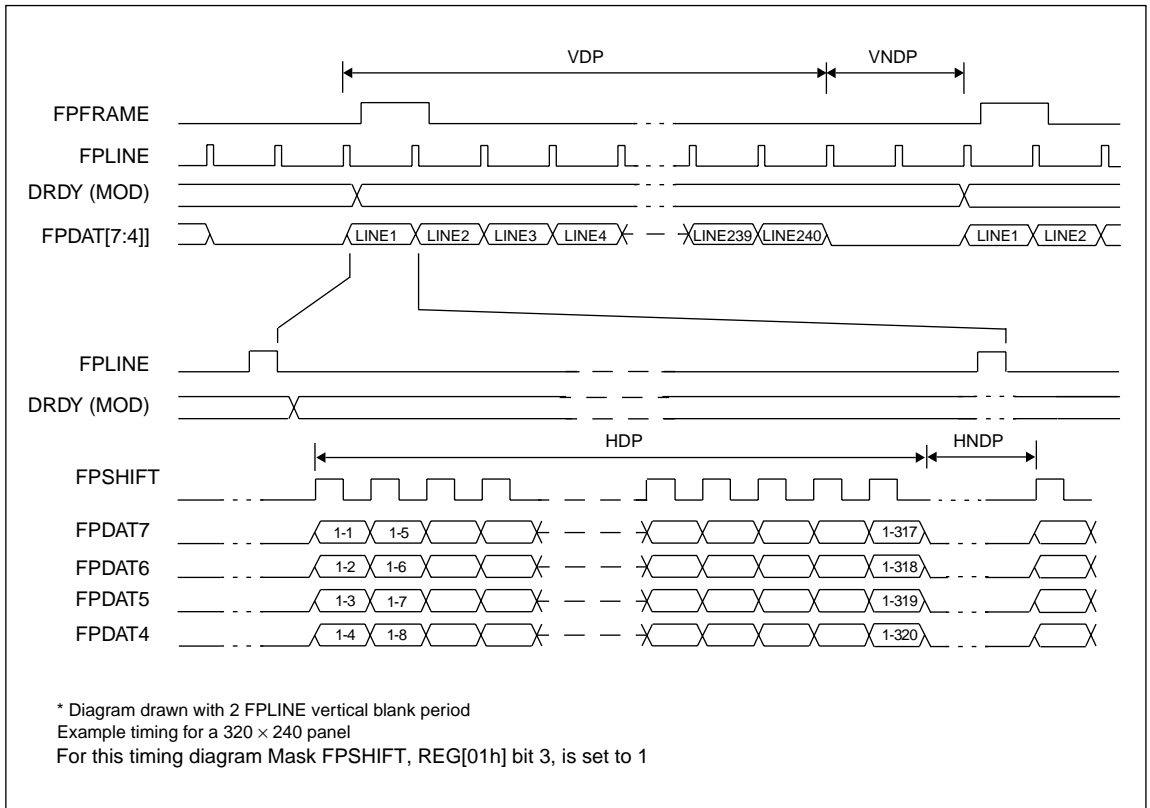 VDP VNDP
FPFRAME
FPLINE
DRDY (MOD)
FPDAT[7:4]] LINE1 LINE2 LINE3 LINE4 LINE239 LINE240 LINE1 LINE2
FPLINE
DRDY (MOD)
HDP HNDP
FPSHIFT
FPDAT7 1-1 1-5 1-317
FPDAT6 1-2 1-6 1-318
FPDAT5 1-3 1-7 1-319
FPDAT4 1-4 1-8 1-320
* Diagram drawn with 2 FPLINE vertical blank period
Example timing for a 320 × 240 panel
For this timing diagram Mask FPSHIFT, REG[01h] bit 3, is set to 1